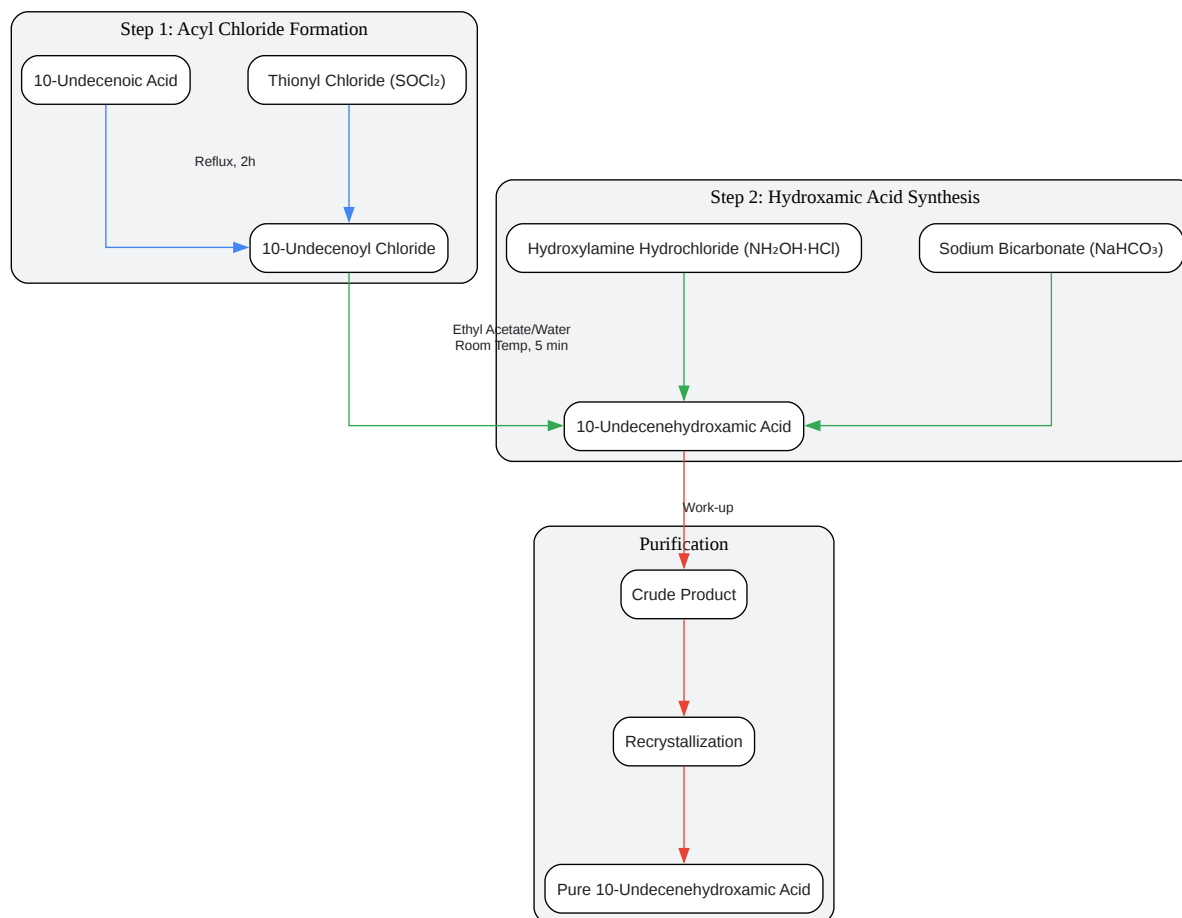 Step 1: Acyl Chloride Formation
10-Undecenoic Acid
Thionyl Chloride (SOCl₂)
Reflux, 2h
10-Undecenoyl Chloride
Step 2: Hydroxamic Acid Synthesis
Hydroxylamine Hydrochloride (NH₂OH·HCl)
Sodium Bicarbonate (NaHCO₃)
Ethyl Acetate/Water
Room Temp, 5 min
10-Undecenehydroxamic Acid
Work-up
Purification
Crude Product
Recrystallization
Pure 10-Undecenehydroxamic Acid